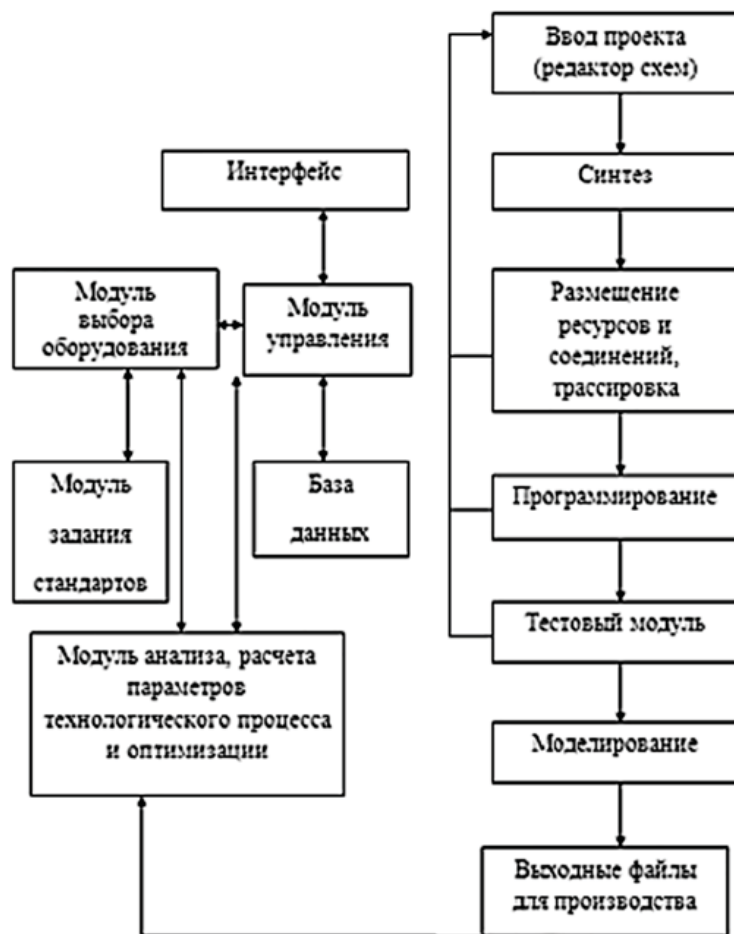 Ввод проекта
(редактор схем)
Интерфейс
Синтез
Модуль
выбора
оборудования
Модуль
управления
Размещение
ресурсов и
соединений,
трассировка
Модуль
задания
стандартов
База
данных
Программирование
Тестовый модуль
Модуль анализа, расчета
параметров
технологического процесса
и оптимизации
Моделирование
Выходные файлы
для производства